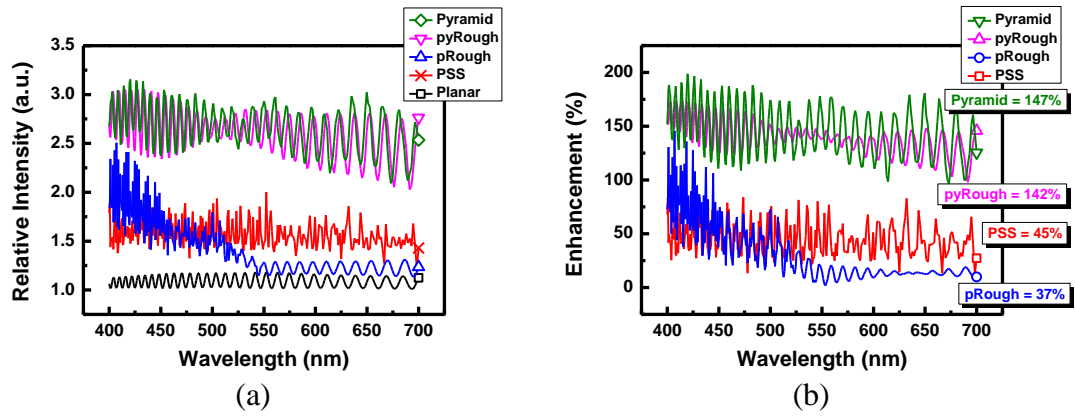 Pyramid
pyRough
pRough
PSS
Planar
3.5
3.0
2.5
2.0
1.5
1.0
Relative Intensity (a.u.)
400 450 500 550 600 650 700
Wavelength (nm)
(a)
Pyramid
pyRough
pRough
PSS
200
150
100
50
0
Enhancement (%)
Pyramid = 147%
pyRough = 142%
PSS = 45%
pRough = 37%
400 450 500 550 600 650 700
Wavelength (nm)
(b)